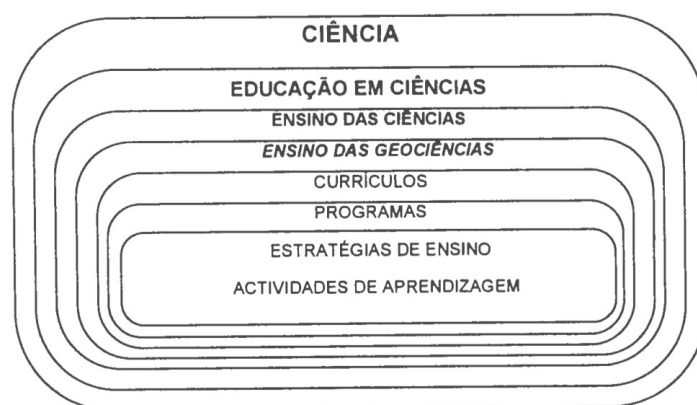 CIÊNCIA
EDUCAÇÃO EM CIÊNCIAS
ENSINO DAS CIÊNCIAS
ENSINO DAS GEOCIÊNCIAS
CURRÍCULOS
PROGRAMAS
ESTRATÉGIAS DE ENSINO
ACTIVIDADES DE APRENDIZAGEM